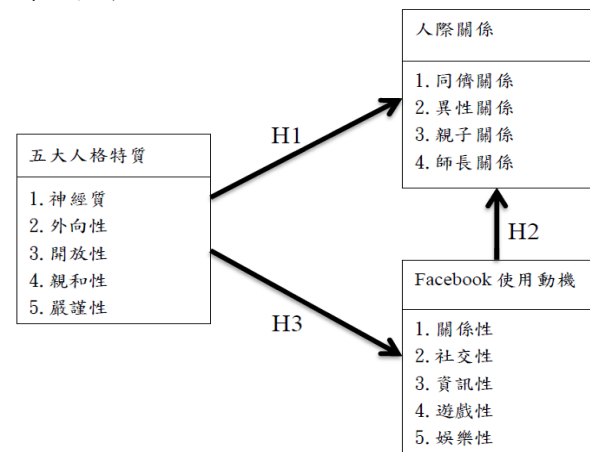 人際關係
1.同儕關係
2.異性關係
3.親子關係
4.師長關係
H1
五大人格特質
1.神經質
2.外向性
3.開放性
4.親和性
5.嚴謹性
H2
H3
Facebook 使用動機
1.關係性
2.社交性
3.資訊性
4.遊戲性
5.娛樂性